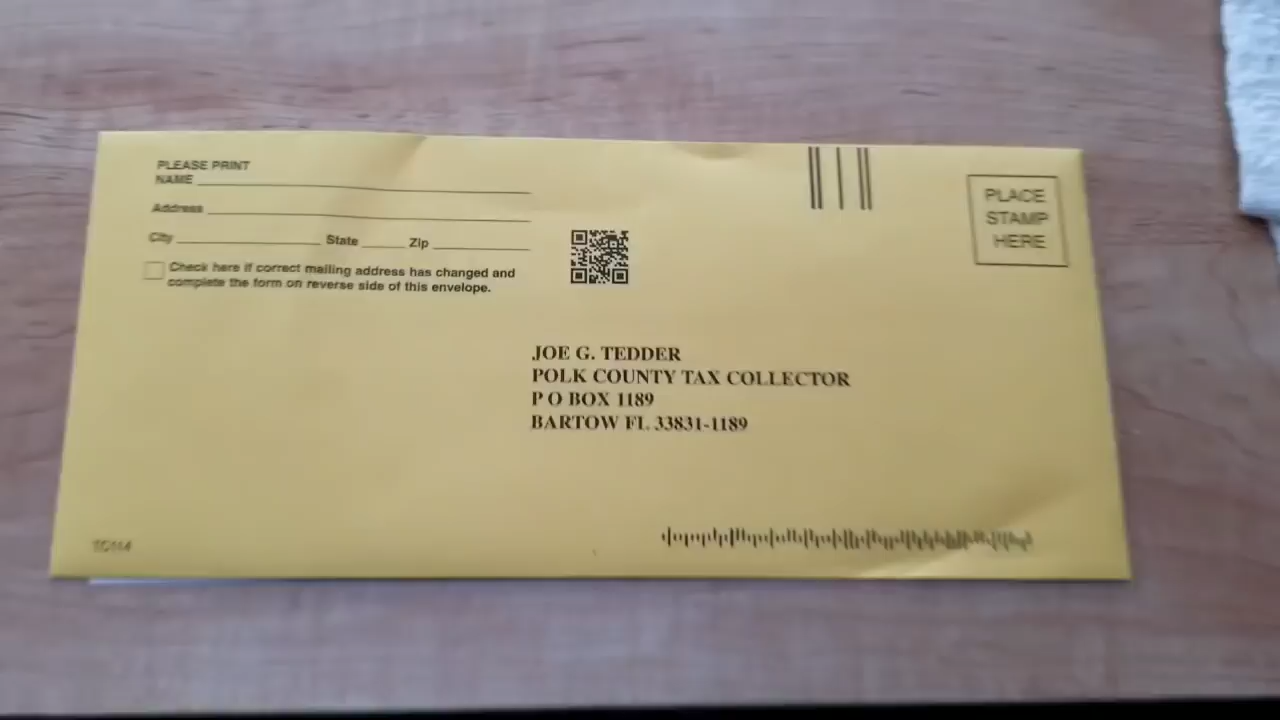 PLEASE PRINT
NAME
Address
City State Zip
Check here if correct mailing address has changed and
complete the form on reverse side of this envelope.
PLACE
STAMP
HERE
JOE G. TEDDER
POLK COUNTY TAX COLLECTOR
P O BOX 1189
BARTOW FL 33831-1189